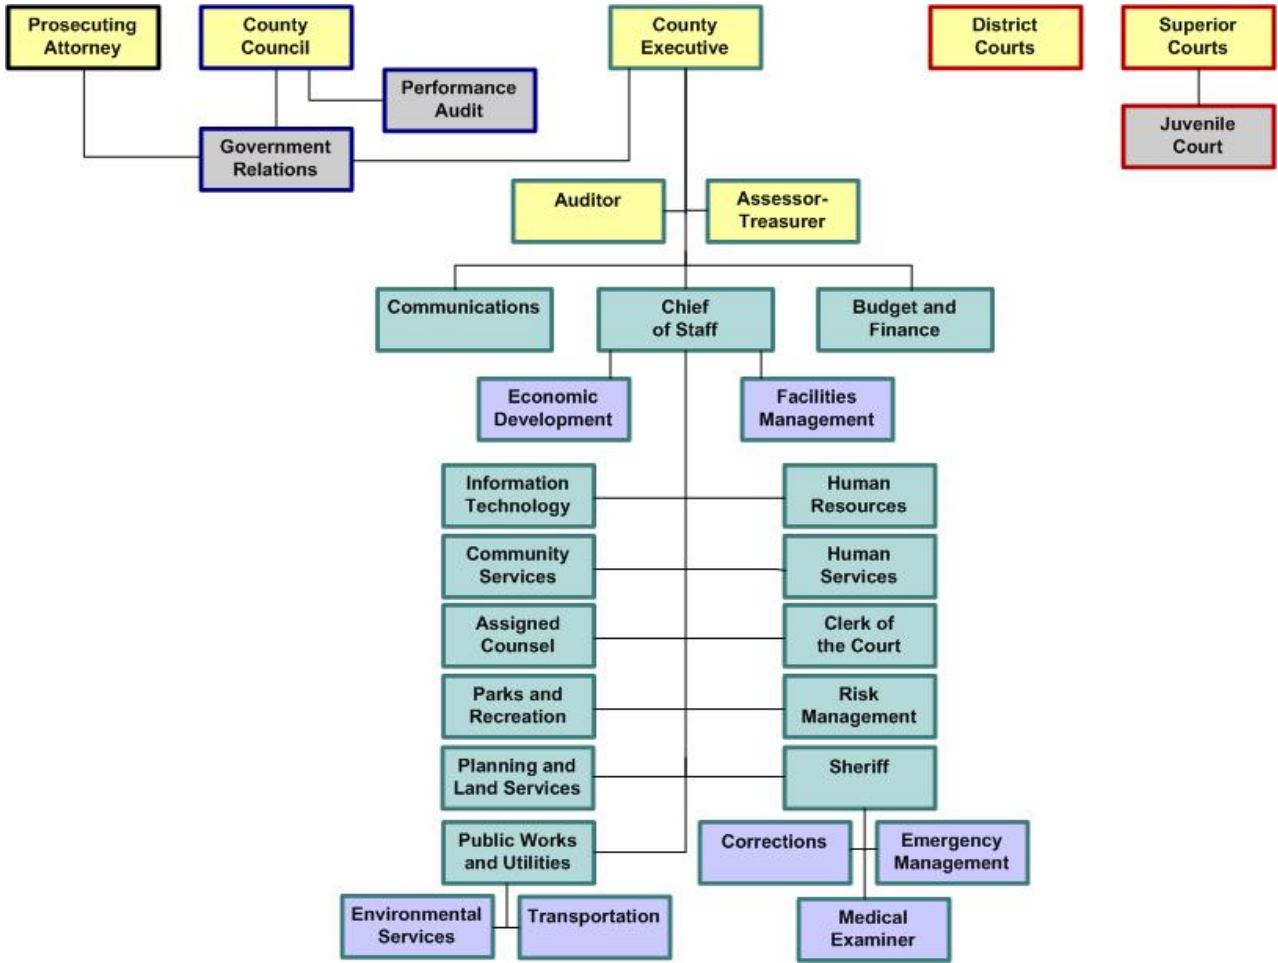 Prosecuting
Attorney
County
Council
County
Executive
District
Courts
Superior
Courts
Performance
Audit
Government
Relations
Juvenile
Court
Auditor
Assessor-
Treasurer
Communications
Chief
of Staff
Budget and
Finance
Economic
Development
Facilities
Management
Information
Technology
Human
Resources
Community
Services
Human
Services
Assigned
Counsel
Clerk of
the Court
Parks and
Recreation
Risk
Management
Planning and
Land Services
Sheriff
Public Works
and Utilities
Corrections
Emergency
Management
Environmental
Services
Transportation
Medical
Examiner